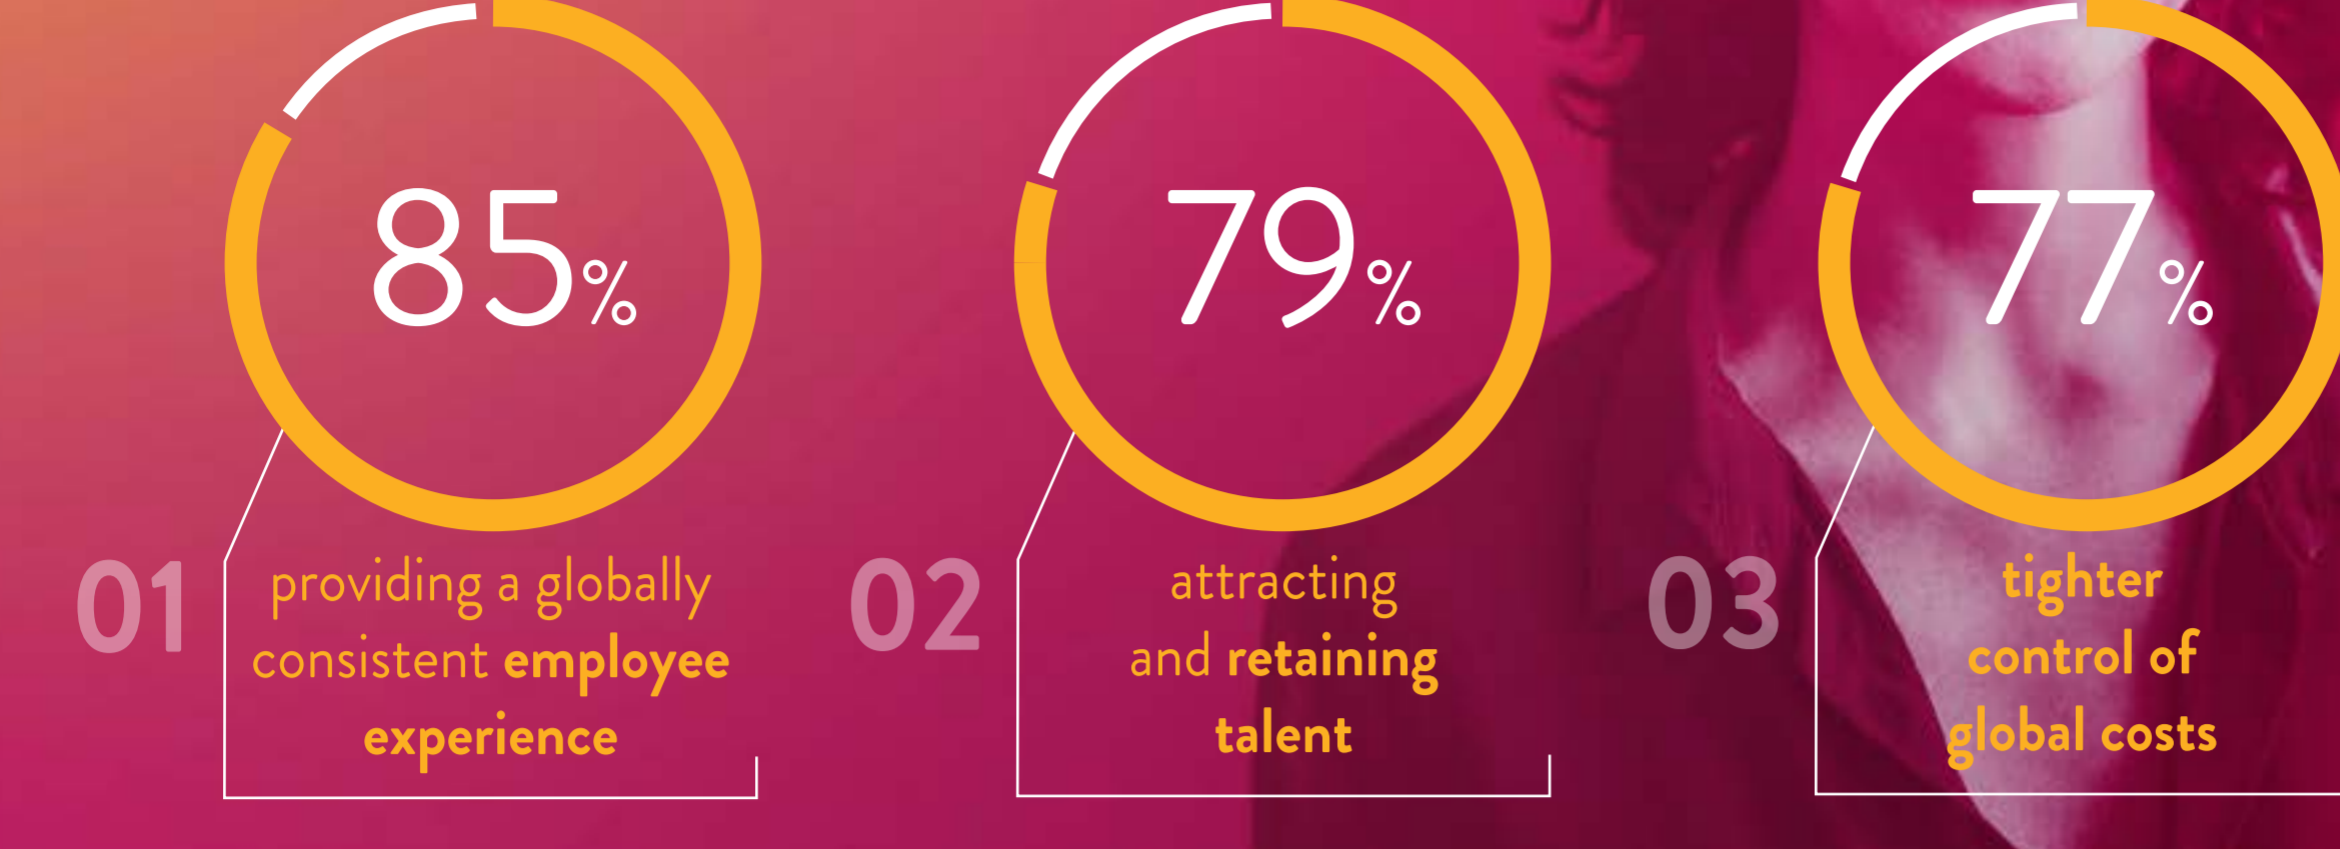 85%
01
providing a globally
consistent employee
experience
79%
02
attracting
and retaining
talent
77%
03
tighter
control of
global costs